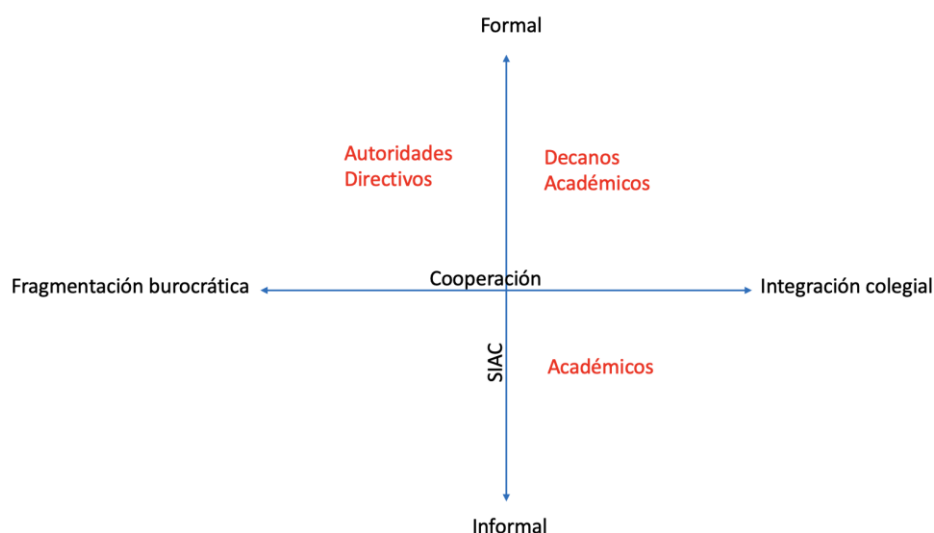 Formal
Autoridades
Directivos
Decanos
Académicos
Cooperación
Fragmentación burocrática
Integración colegial
SIAC
Académicos
Informal